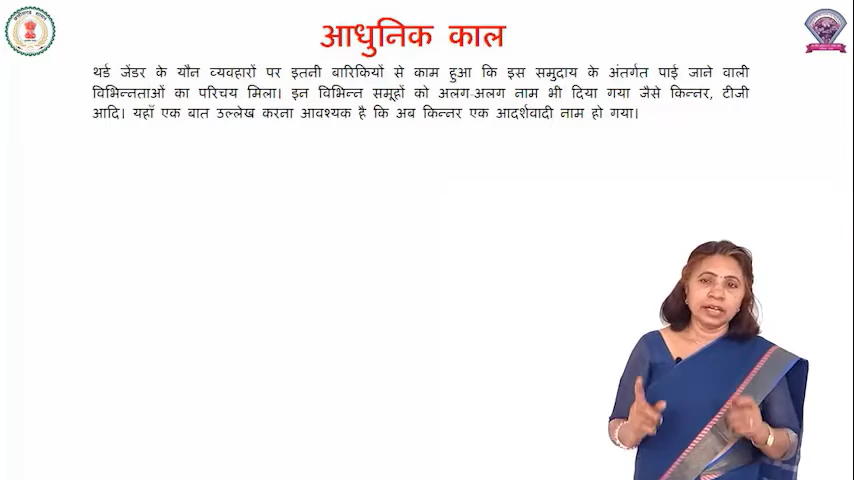 आधुनिक काल
थर्ड जेंडर के यौन व्यवहारों पर इतनी बारिकियों से काम हुआ कि इस समुदाय के अंतर्गत पाई जाने वाली
विभिन्नताओं का परिचय मिला। इन विभिन्न समूहों को अलग-अलग नाम भी दिया गया जैसे किन्नर, टीजी
आदि। यहाँ एक बात उल्लेख करना आवश्यक है कि अब किन्नर एक आदर्शवादी नाम हो गया।